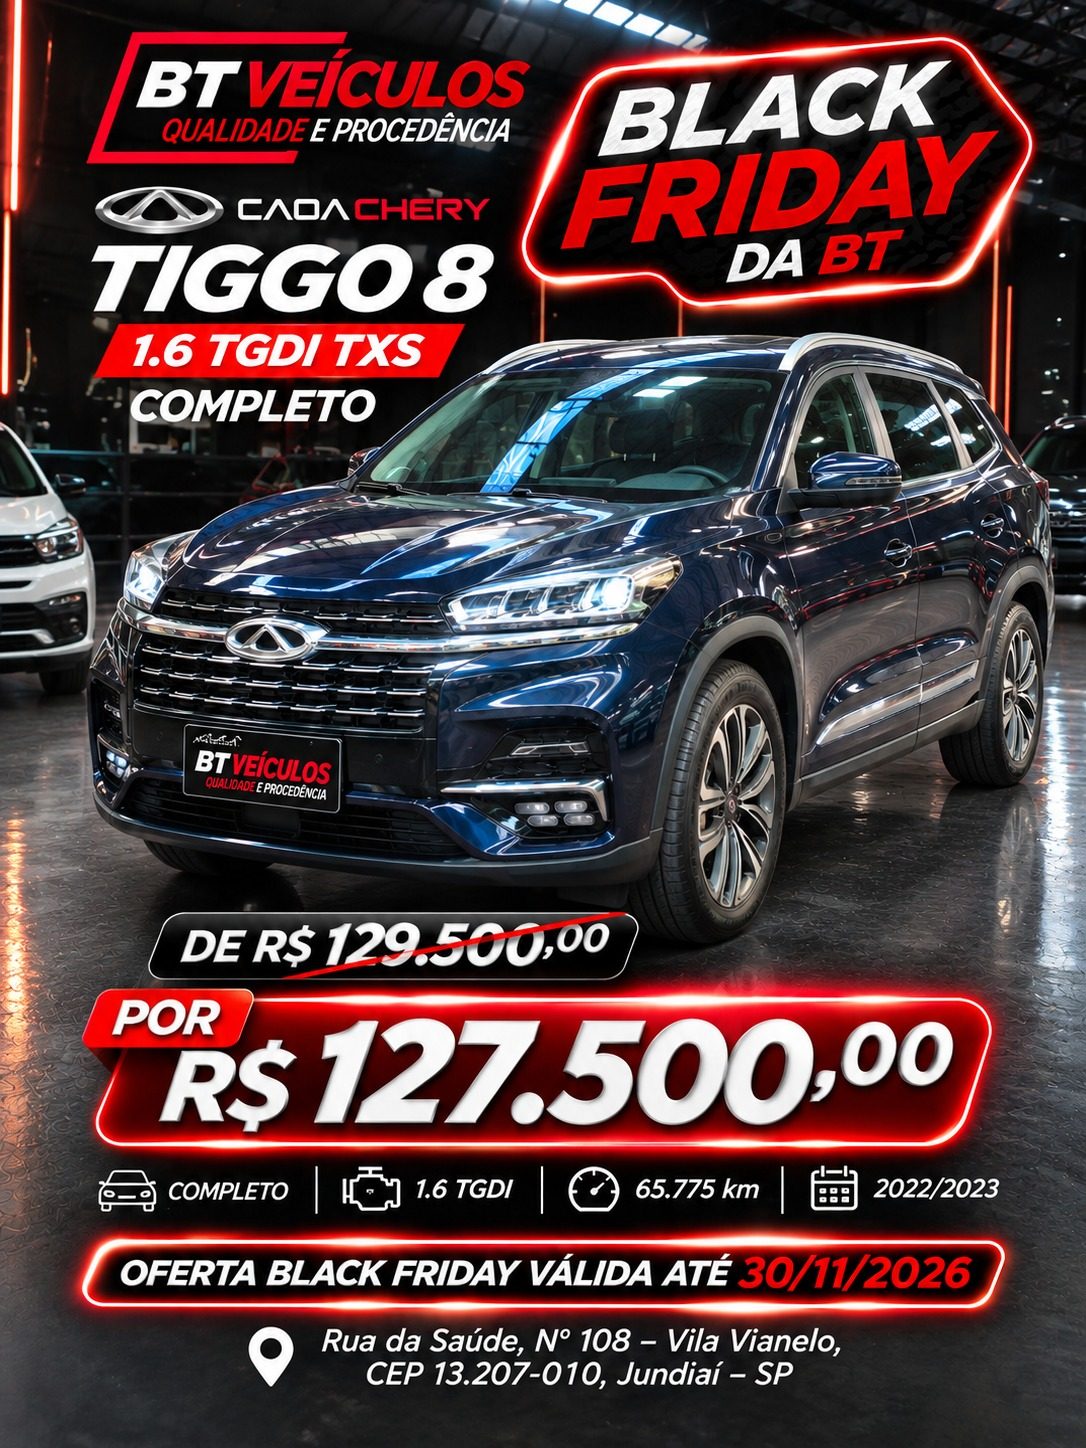 BT VEÍCULOS
QUALIDADE E PROCEDÊNCIA
BLACK
FRIDAY
DA BT
CAOA CHERY
TIGGO 8
1.6 TGDI TXS
COMPLETO
BT VEÍCULOS
QUALIDADE E PROCEDÊNCIA
DE R$ 129.500,00
POR
R$ 127.500,00
COMPLETO
1.6 TGDI
65.775 km
2022/2023
OFERTA BLACK FRIDAY VÁLIDA ATÉ 30/11/2026
Rua da Saúde, N° 108 – Vila Vianelo,
CEP 13.207-010, Jundiaí – SP